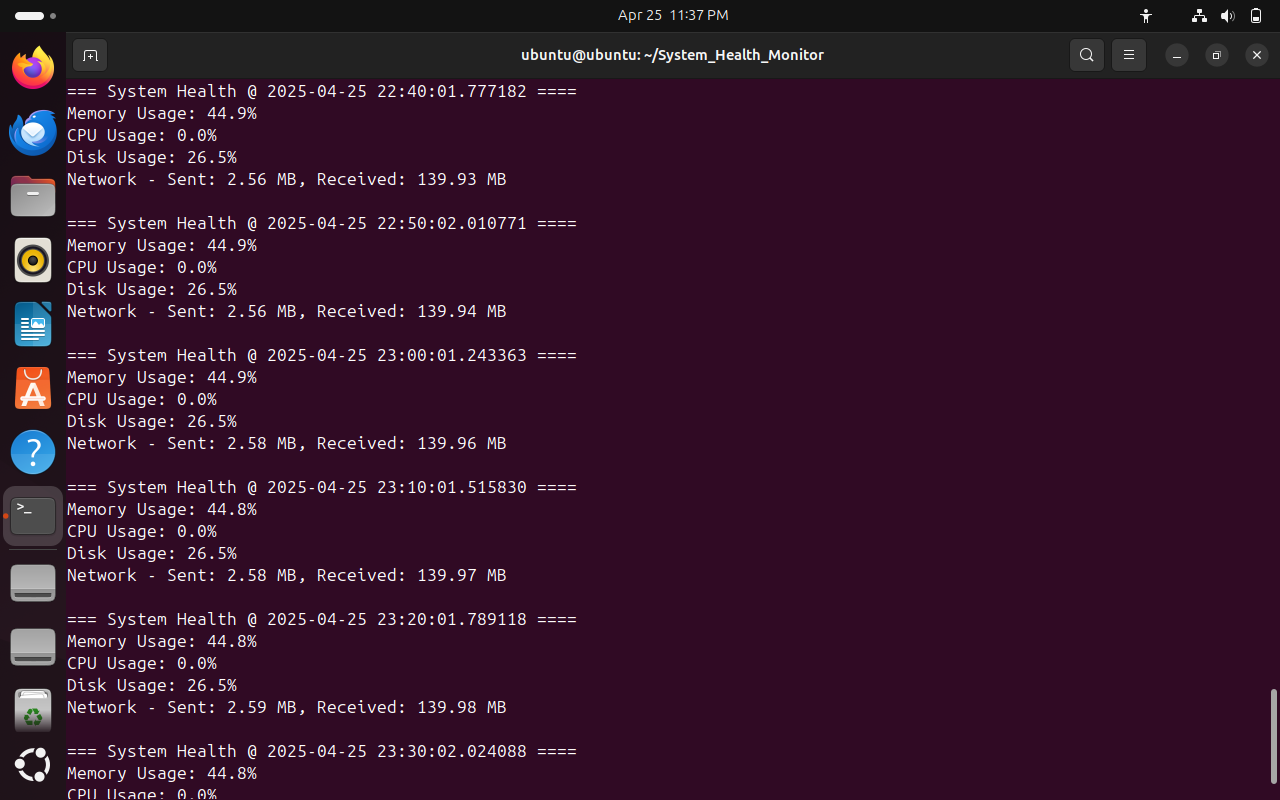 Apr 25 11:37 PM
ubuntu@ubuntu: ~/System_Health_Monitor
=== System Health @ 2025-04-25 22:40:01.777182 ====
Memory Usage: 44.9%
CPU Usage: 0.0%
Disk Usage: 26.5%
Network - Sent: 2.56 MB, Received: 139.93 MB
=== System Health @ 2025-04-25 22:50:02.010771 ====
Memory Usage: 44.9%
CPU Usage: 0.0%
Disk Usage: 26.5%
Network - Sent: 2.56 MB, Received: 139.94 MB
=== System Health @ 2025-04-25 23:00:01.243363 ====
Memory Usage: 44.9%
CPU Usage: 0.0%
Disk Usage: 26.5%
Network - Sent: 2.58 MB, Received: 139.96 MB
=== System Health @ 2025-04-25 23:10:01.515830 ====
Memory Usage: 44.8%
CPU Usage: 0.0%
Disk Usage: 26.5%
Network - Sent: 2.58 MB, Received: 139.97 MB
=== System Health @ 2025-04-25 23:20:01.789118 ====
Memory Usage: 44.8%
CPU Usage: 0.0%
Disk Usage: 26.5%
Network - Sent: 2.59 MB, Received: 139.98 MB
=== System Health @ 2025-04-25 23:30:02.024088 ====
Memory Usage: 44.8%
CPU Usage: 0.0%